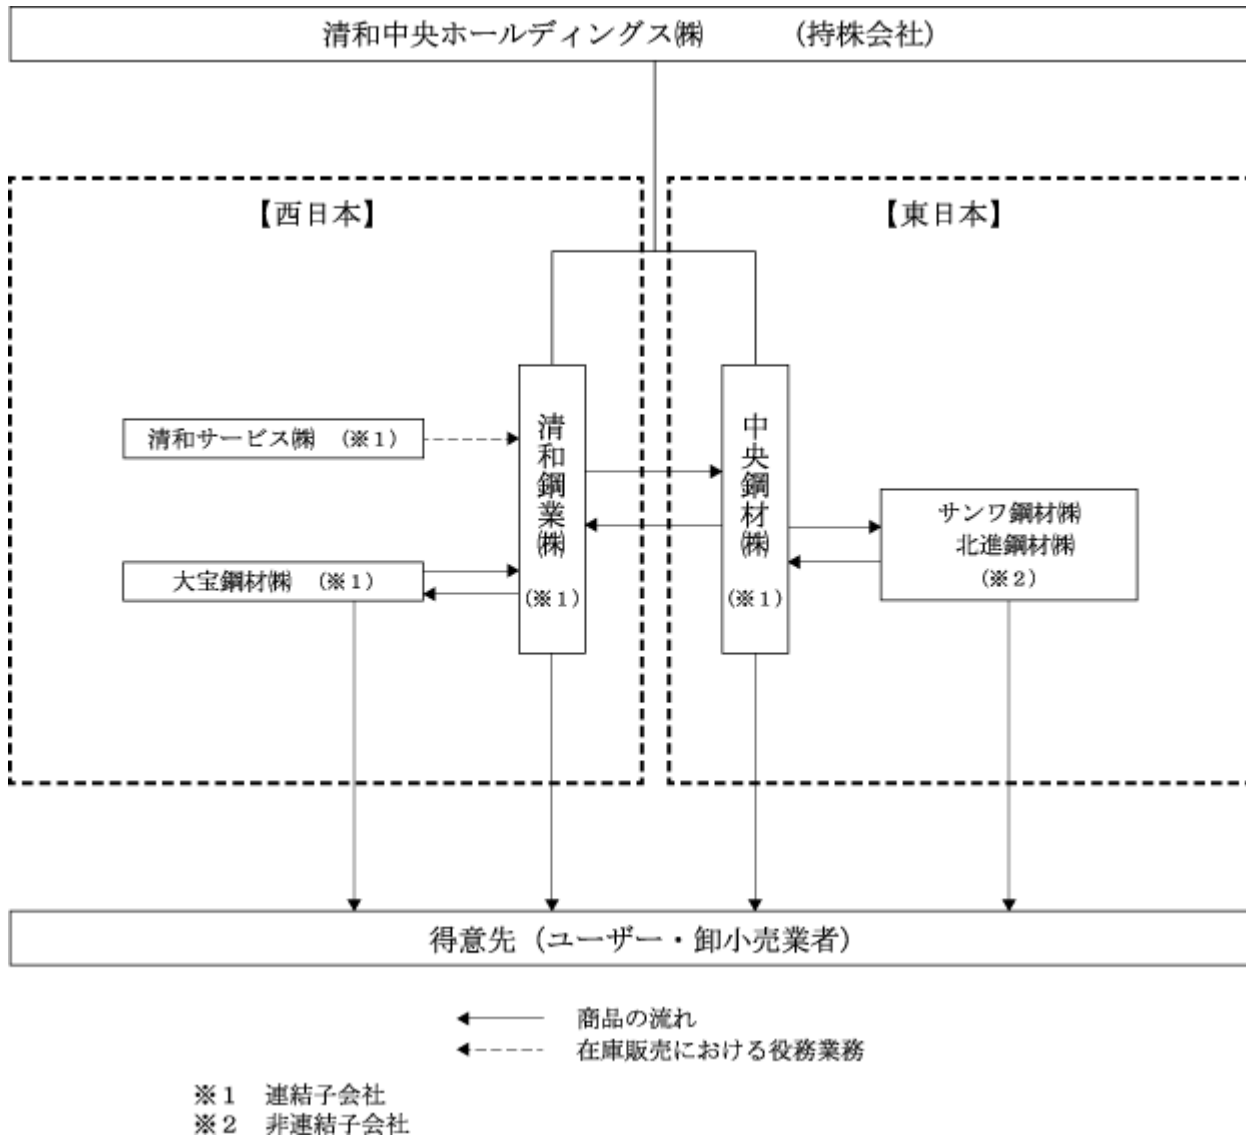 清和中央ホールディングス㈱　　　（持株会社）
【西日本】
【東日本】
清和サービス㈱　（※１）
大宝鋼材㈱　（※１）
清和鋼業㈱
（※１）
中央鋼材㈱
（※１）
サンワ鋼材㈱
北進鋼材㈱
（※２）
得意先（ユーザー・卸小売業者）
商品の流れ
在庫販売における役務業務
※１　連結子会社
※２　非連結子会社